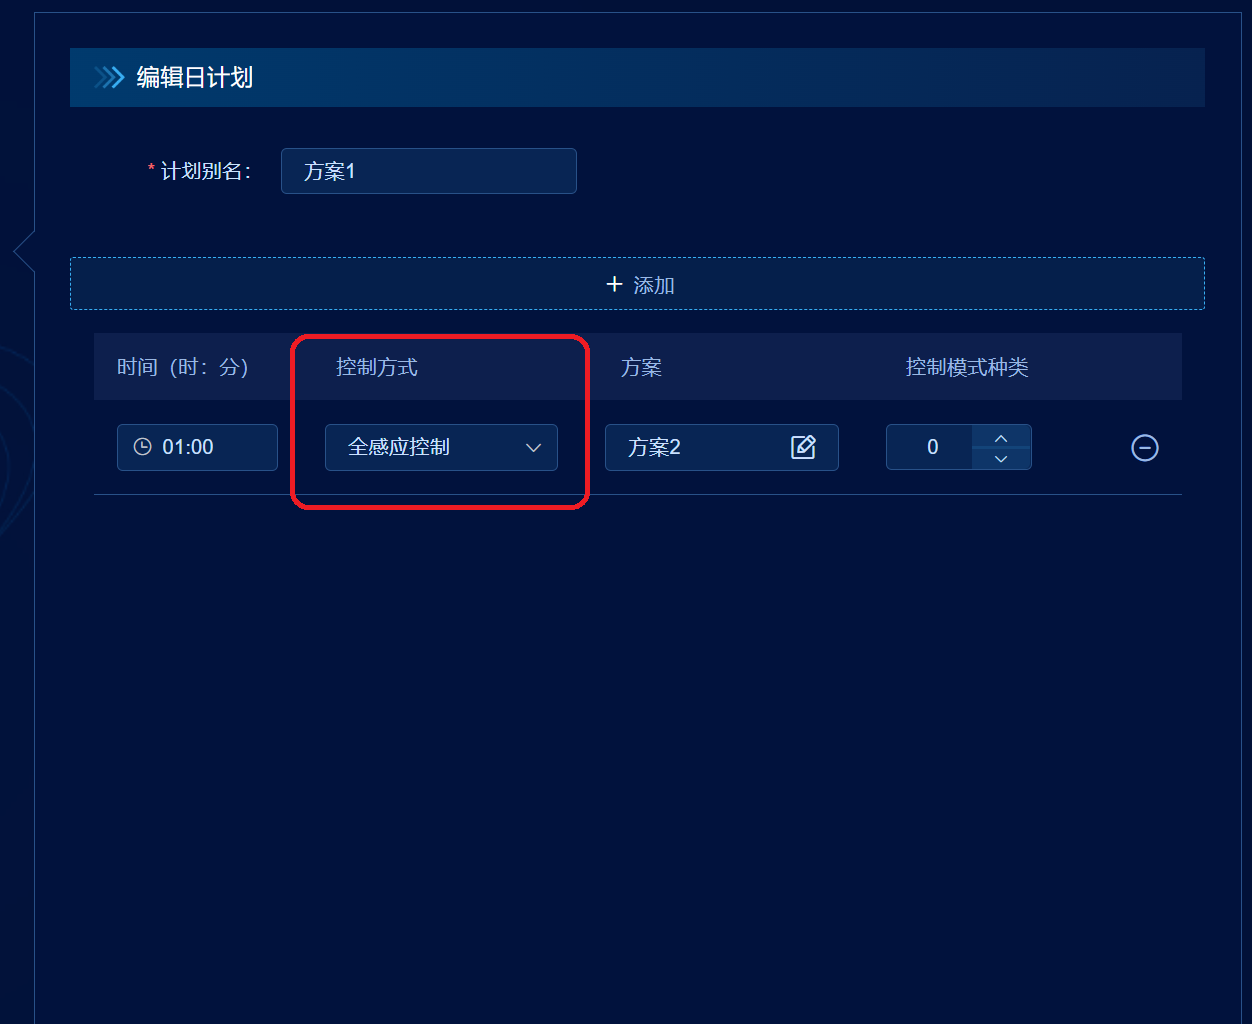 编辑日计划
* 计划别名：
方案1
+ 添加
时间（时：分） 控制方式 方案 控制模式种类
01:00 全感应控制 方案2 0